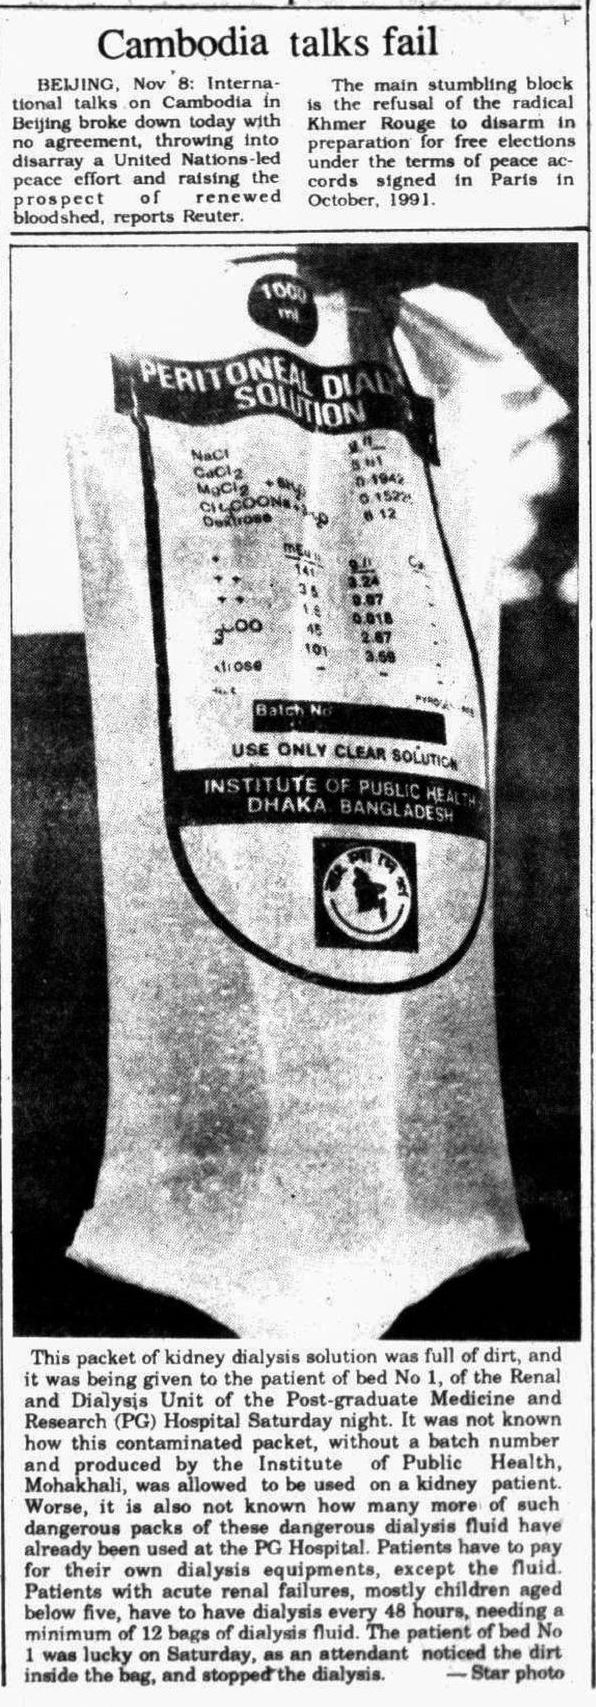 Cambodia talks fail
BEIJING, Nov 8: Interna-
tional talks on Cambodia in
Beijing broke down today with
no agreement, throwing into
disarray a United Nations-led
peace effort and raising the
prospect of renewed
bloodshed, reports Reuter.
The main stumbling block
is the refusal of the radical
Khmer Rouge to disarm in
preparation for free elections
under the terms of peace ac-
cords signed in Paris in
October, 1991.
1000
ml
PERITONEAL DIAL
SOLUTION
NaCl
CaCl2
MgCl2
Dextrose 6 12
141 3.24
101
Batch No
USE ONLY CLEAR SOLUTION
INSTITUTE OF PUBLIC HEALTH
DHAKA BANGLADESH
This packet of kidney dialysis solution was full of dirt, and
it was being given to the patient of bed No 1, of the Renal
and Dialysis Unit of the Post-graduate Medicine and
Research (PG) Hospital Saturday night. It was not known
how this contaminated packet, without a batch number
and produced by the Institute of Public Health,
Mohakhali, was allowed to be used on a kidney patient.
Worse, it is also not known how many more of such
dangerous packs of these dangerous dialysis fluid have
already been used at the PG Hospital. Patients have to pay
for their own dialysis equipments, except the fluid.
Patients with acute renal failures, mostly children aged
below five, have to have dialysis every 48 hours, needing a
minimum of 12 bags of dialysis fluid. The patient of bed No
1 was lucky on Saturday, as an attendant noticed the dirt
inside the bag, and stopped the dialysis. — Star photo